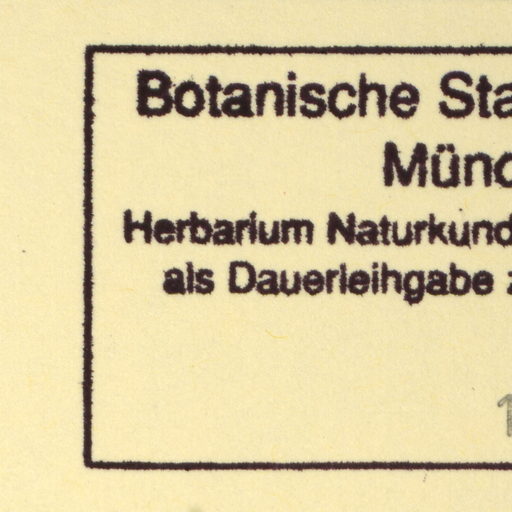 Botanische Sta
Münc
Herbarium Naturkund
als Dauerleihgabe z